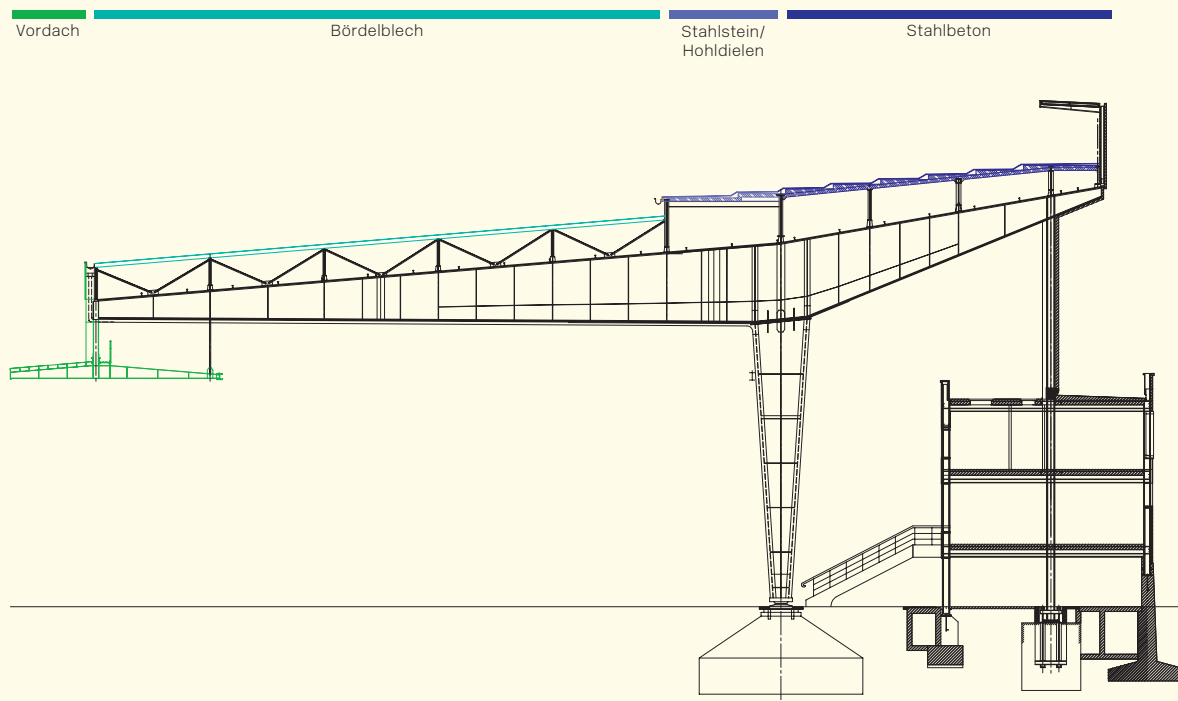 Vordach
Bördelblech
Stahlstein/
Hohldielen
Stahlbeton